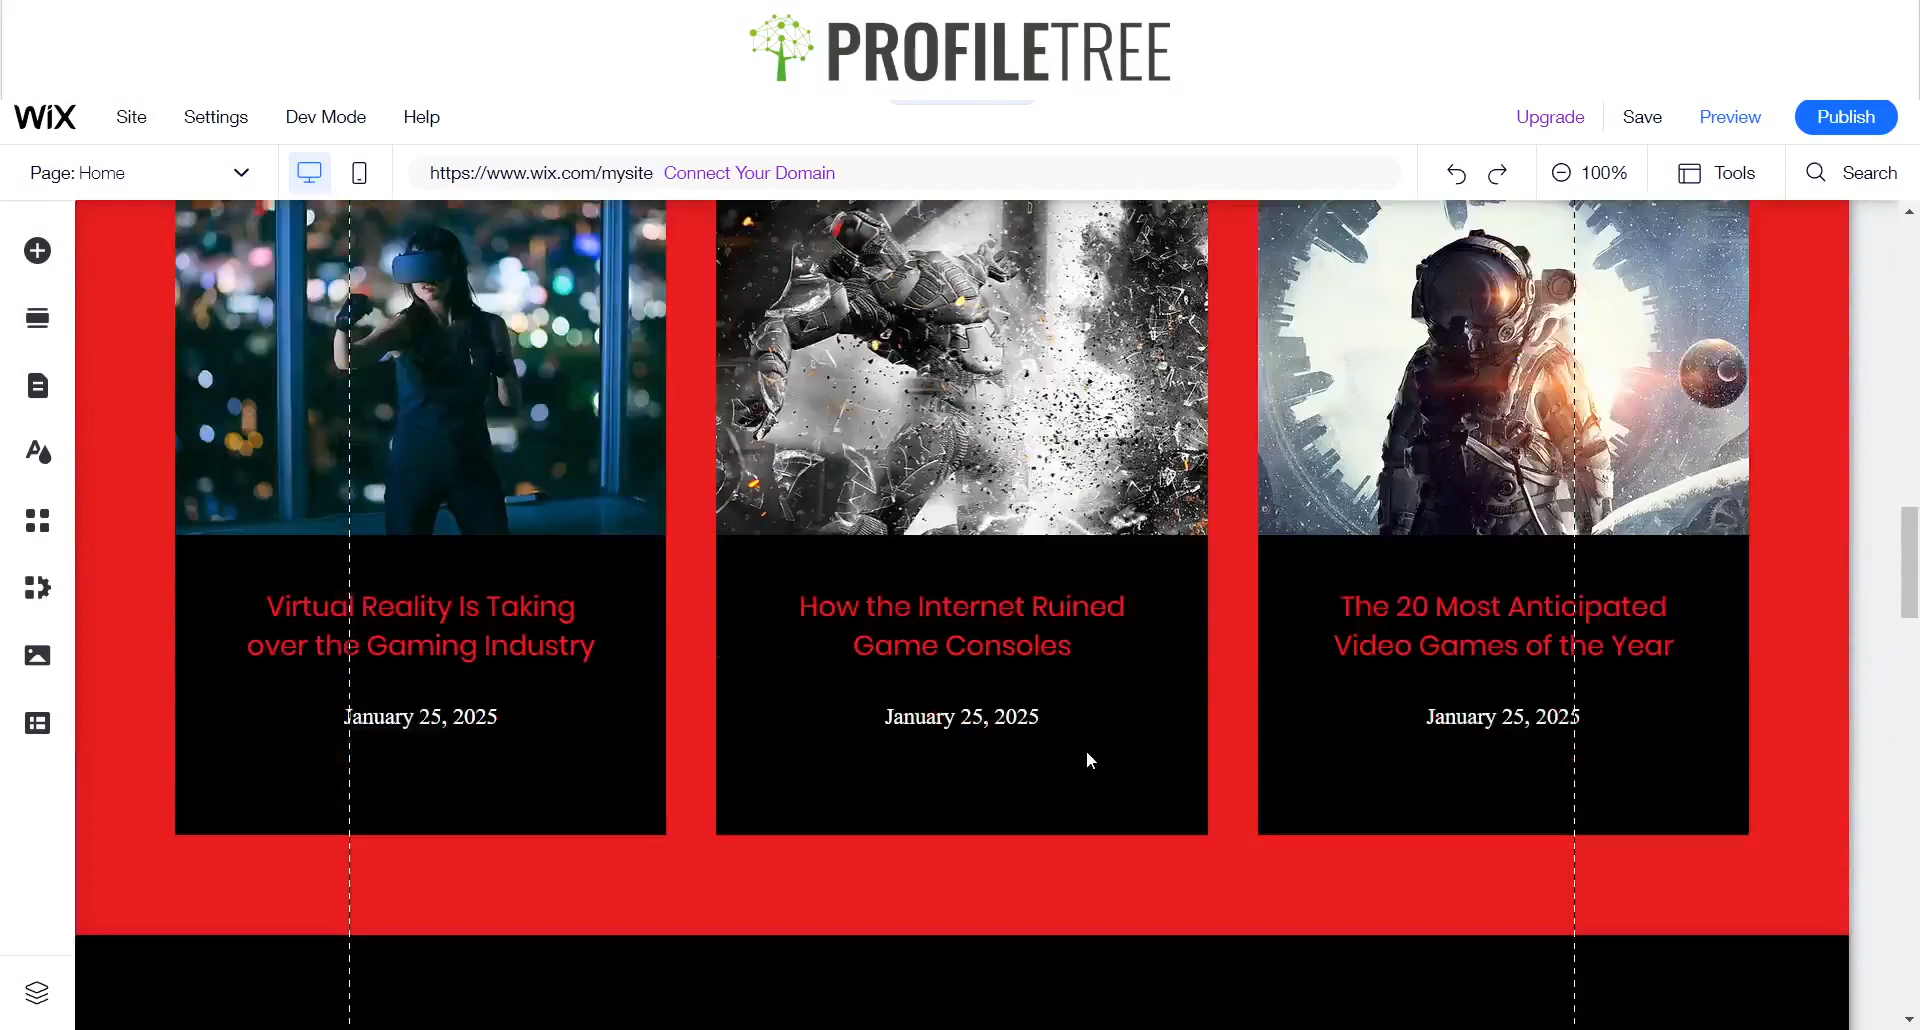 PROFILETREE
WiX Site Settings Dev Mode Help Upgrade Save Preview Publish
Page: Home https://www.wix.com/mysite Connect Your Domain 100% Tools Search
Virtual Reality Is Taking
over the Gaming Industry
January 25, 2025
How the Internet Ruined
Game Consoles
January 25, 2025
The 20 Most Anticipated
Video Games of the Year
January 25, 2025